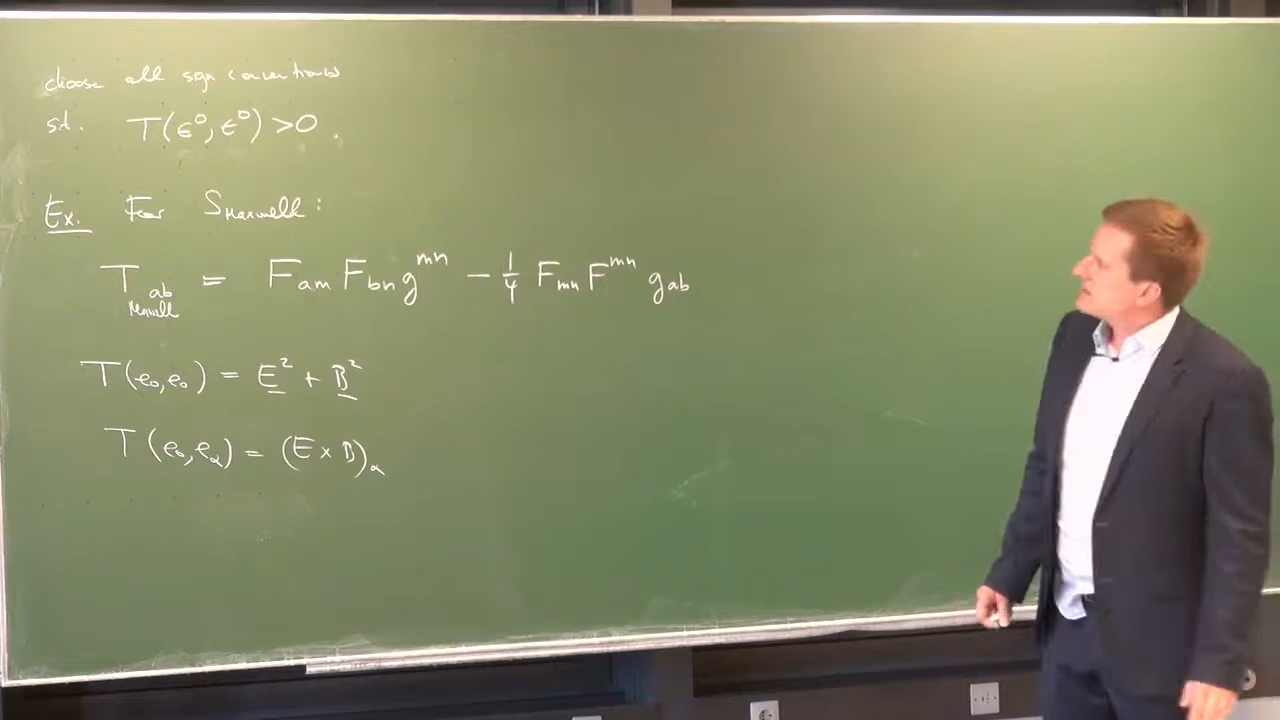 choose all sign conventions
s.t. T(ϵ⁰, ϵ⁰) > 0.
Ex. For S_Maxwell:
T_ab Maxwell = F_am F_bn g^mn − 1/4 F_mn F^mn g_ab
T(e₀,e₀) = E² + B²
T(e₀,e_α) = (E × B)_α